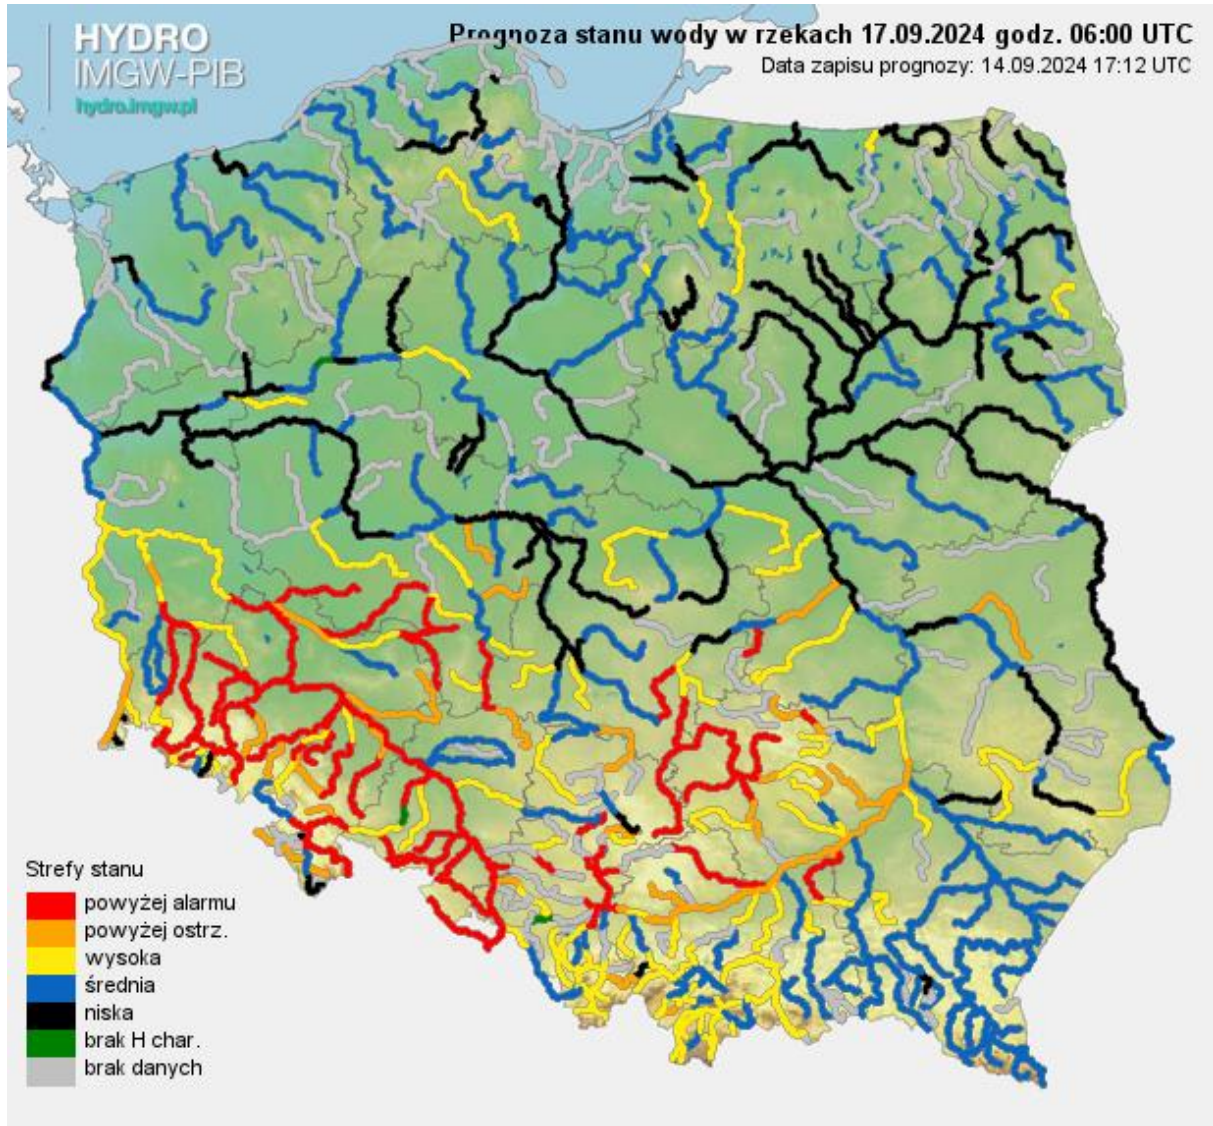 HYDRO
IMGW-PIB
hydro.imgw.pl
Prognoza stanu wody w rzekach 17.09.2024 godz. 06:00 UTC
Data zapisu prognozy: 14.09.2024 17:12 UTC
Strefy stanu
powyżej alarmu
powyżej ostrz.
wysoka
średnia
niska
brak H char.
brak danych